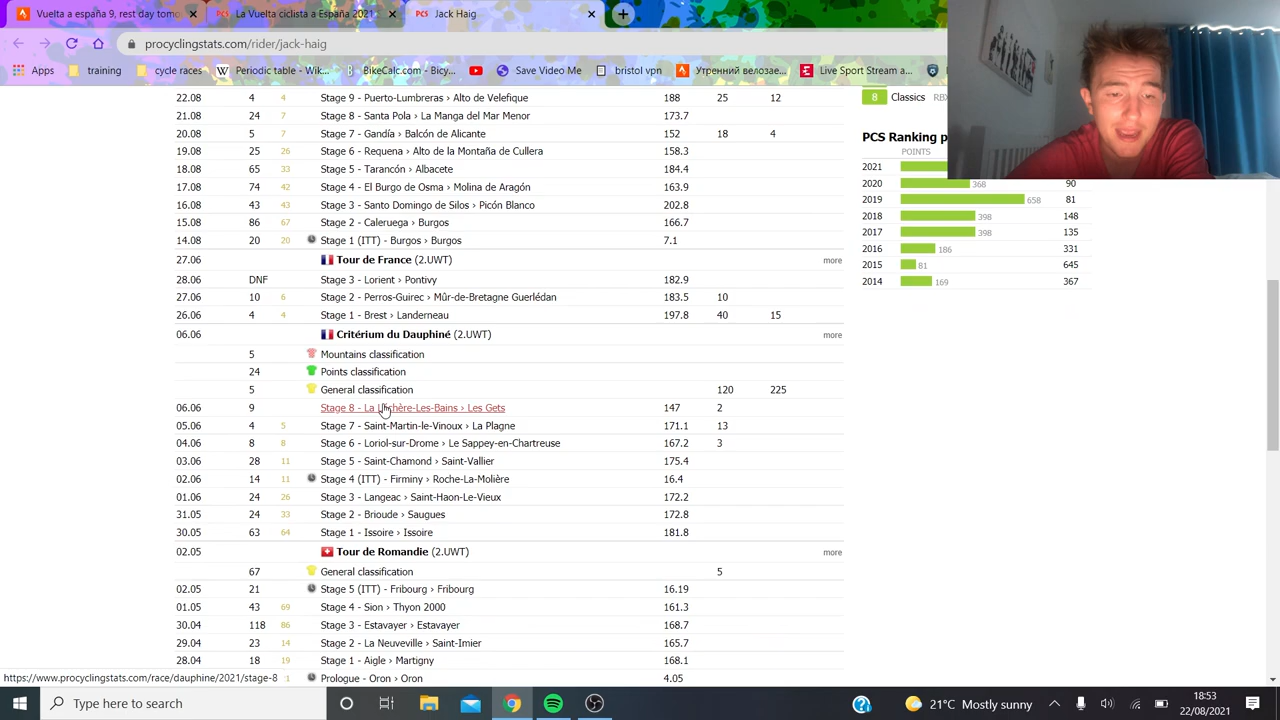 Vuelta a españa 9, rest day tomo
PCS La Vuelta ciclista a España 2021
PCS Jack Haig
procyclingstats.com/rider/jack-haig
Apps training cycle races Periodic table - Wik... BikeCalc.com - Bicy... Save Video Me bristol vpn Утренний велозае... Live Sport Stream a...
22.08 4 4 Stage 9 - Puerto-Lumbreras › Alto de Velefique 188 25 12
21.08 24 7 Stage 8 - Santa Pola › La Manga del Mar Menor 173.7
20.08 5 7 Stage 7 - Gandía › Balcón de Alicante 152 18 4
19.08 25 26 Stage 6 - Requena › Alto de la Montaña de Cullera 158.3
18.08 65 33 Stage 5 - Tarancón › Albacete 184.4
17.08 74 42 Stage 4 - El Burgo de Osma › Molina de Aragón 163.9
16.08 43 43 Stage 3 - Santo Domingo de Silos › Picón Blanco 202.8
15.08 86 67 Stage 2 - Caleruega › Burgos 166.7
14.08 20 20 Stage 1 (ITT) - Burgos › Burgos 7.1
27.06 Tour de France (2.UWT) more
28.06 DNF Stage 3 - Lorient › Pontivy 182.9
27.06 10 6 Stage 2 - Perros-Guirec › Mûr-de-Bretagne Guerlédan 183.5 10
26.06 4 4 Stage 1 - Brest › Landerneau 197.8 40 15
06.06 Critérium du Dauphiné (2.UWT) more
5 Mountains classification
24 Points classification
5 General classification 120 225
06.06 9 Stage 8 - La hère-Les-Bains › Les Gets 147 2
05.06 4 5 Stage 7 - Saint-Martin-le-Vinoux › La Plagne 171.1 13
04.06 8 8 Stage 6 - Loriol-sur-Drome › Le Sappey-en-Chartreuse 167.2 3
03.06 28 11 Stage 5 - Saint-Chamond › Saint-Vallier 175.4
02.06 14 11 Stage 4 (ITT) - Firminy › Roche-La-Molière 16.4
01.06 24 26 Stage 3 - Langeac › Saint-Haon-Le-Vieux 172.2
31.05 24 33 Stage 2 - Brioude › Saugues 172.8
30.05 63 64 Stage 1 - Issoire › Issoire 181.8
02.05 Tour de Romandie (2.UWT) more
67 General classification 5
02.05 21 Stage 5 (ITT) - Fribourg › Fribourg 16.19
01.05 43 69 Stage 4 - Sion › Thyon 2000 161.3
30.04 118 86 Stage 3 - Estavayer › Estavayer 168.7
29.04 23 14 Stage 2 - La Neuveville › Saint-Imier 165.7
28.04 18 19 Stage 1 - Aigle › Martigny 168.1
Prologue - Oron › Oron 4.05
8 Classics
PCS Ranking p
POINTS
2021
2020 368 90
2019 658 81
2018 398 148
2017 398 135
2016 186 331
2015 81 645
2014 169 367
https://www.procyclingstats.com/race/dauphine/2021/stage-8
Type here to search
21°C Mostly sunny
18:53
22/08/2021